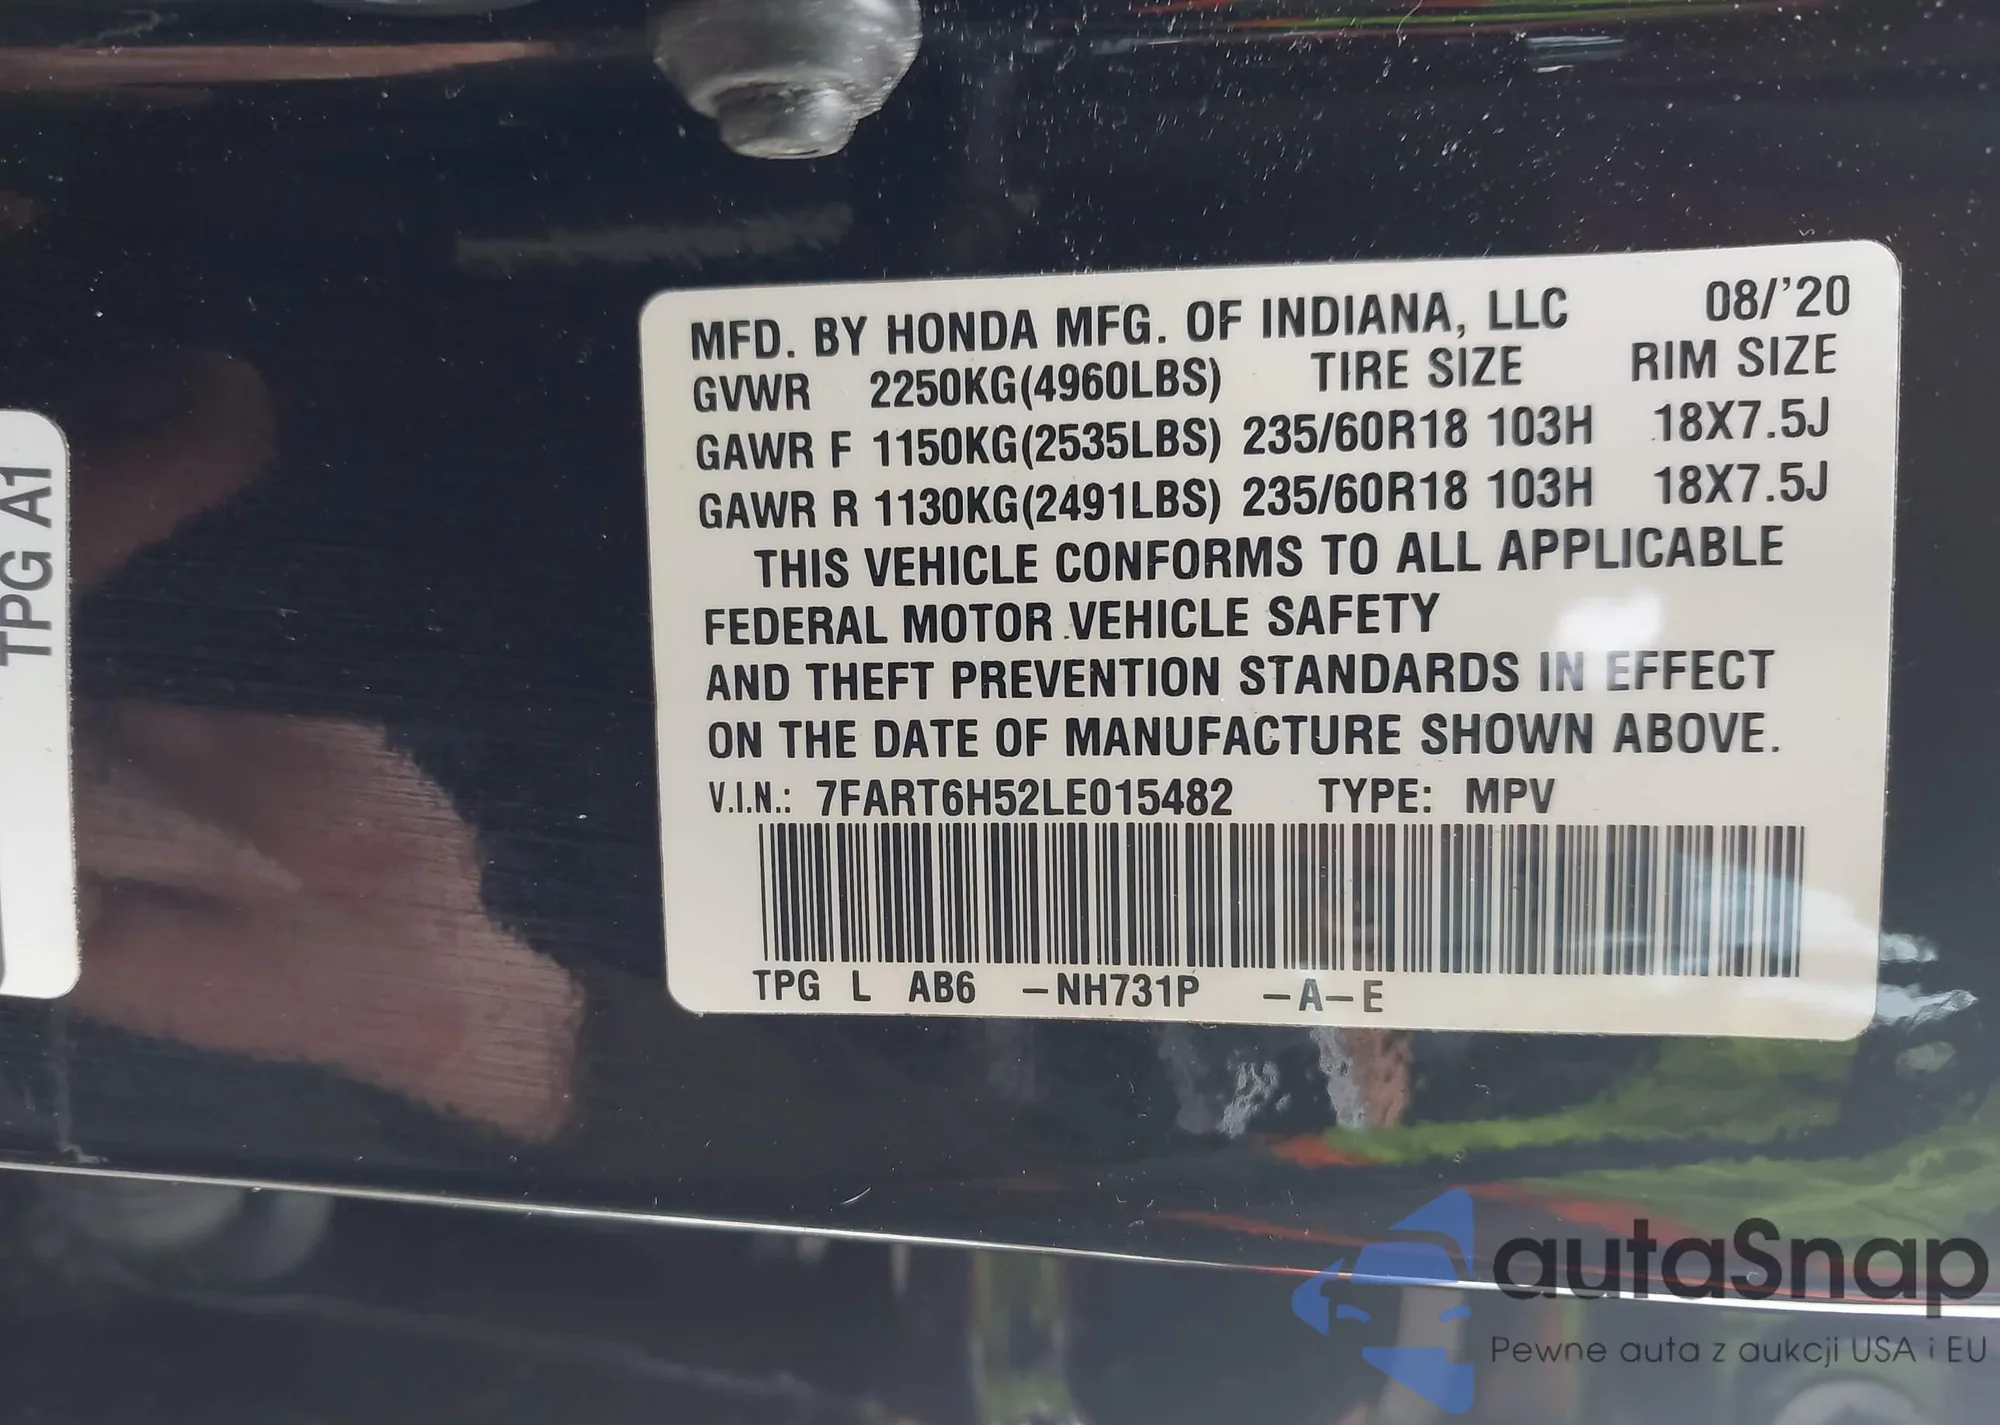 TPG A1
MFD. BY HONDA MFG. OF INDIANA, LLC 08/'20
GVWR 2250KG(4960LBS) TIRE SIZE RIM SIZE
GAWR F 1150KG(2535LBS) 235/60R18 103H 18X7.5J
GAWR R 1130KG(2491LBS) 235/60R18 103H 18X7.5J
THIS VEHICLE CONFORMS TO ALL APPLICABLE
FEDERAL MOTOR VEHICLE SAFETY
AND THEFT PREVENTION STANDARDS IN EFFECT
ON THE DATE OF MANUFACTURE SHOWN ABOVE.
V.I.N.: 7FART6H52LE015482 TYPE: MPV
TPG L AB6 -NH731P -A-E
autaSnap
Pewne auta z aukcji USA i EU